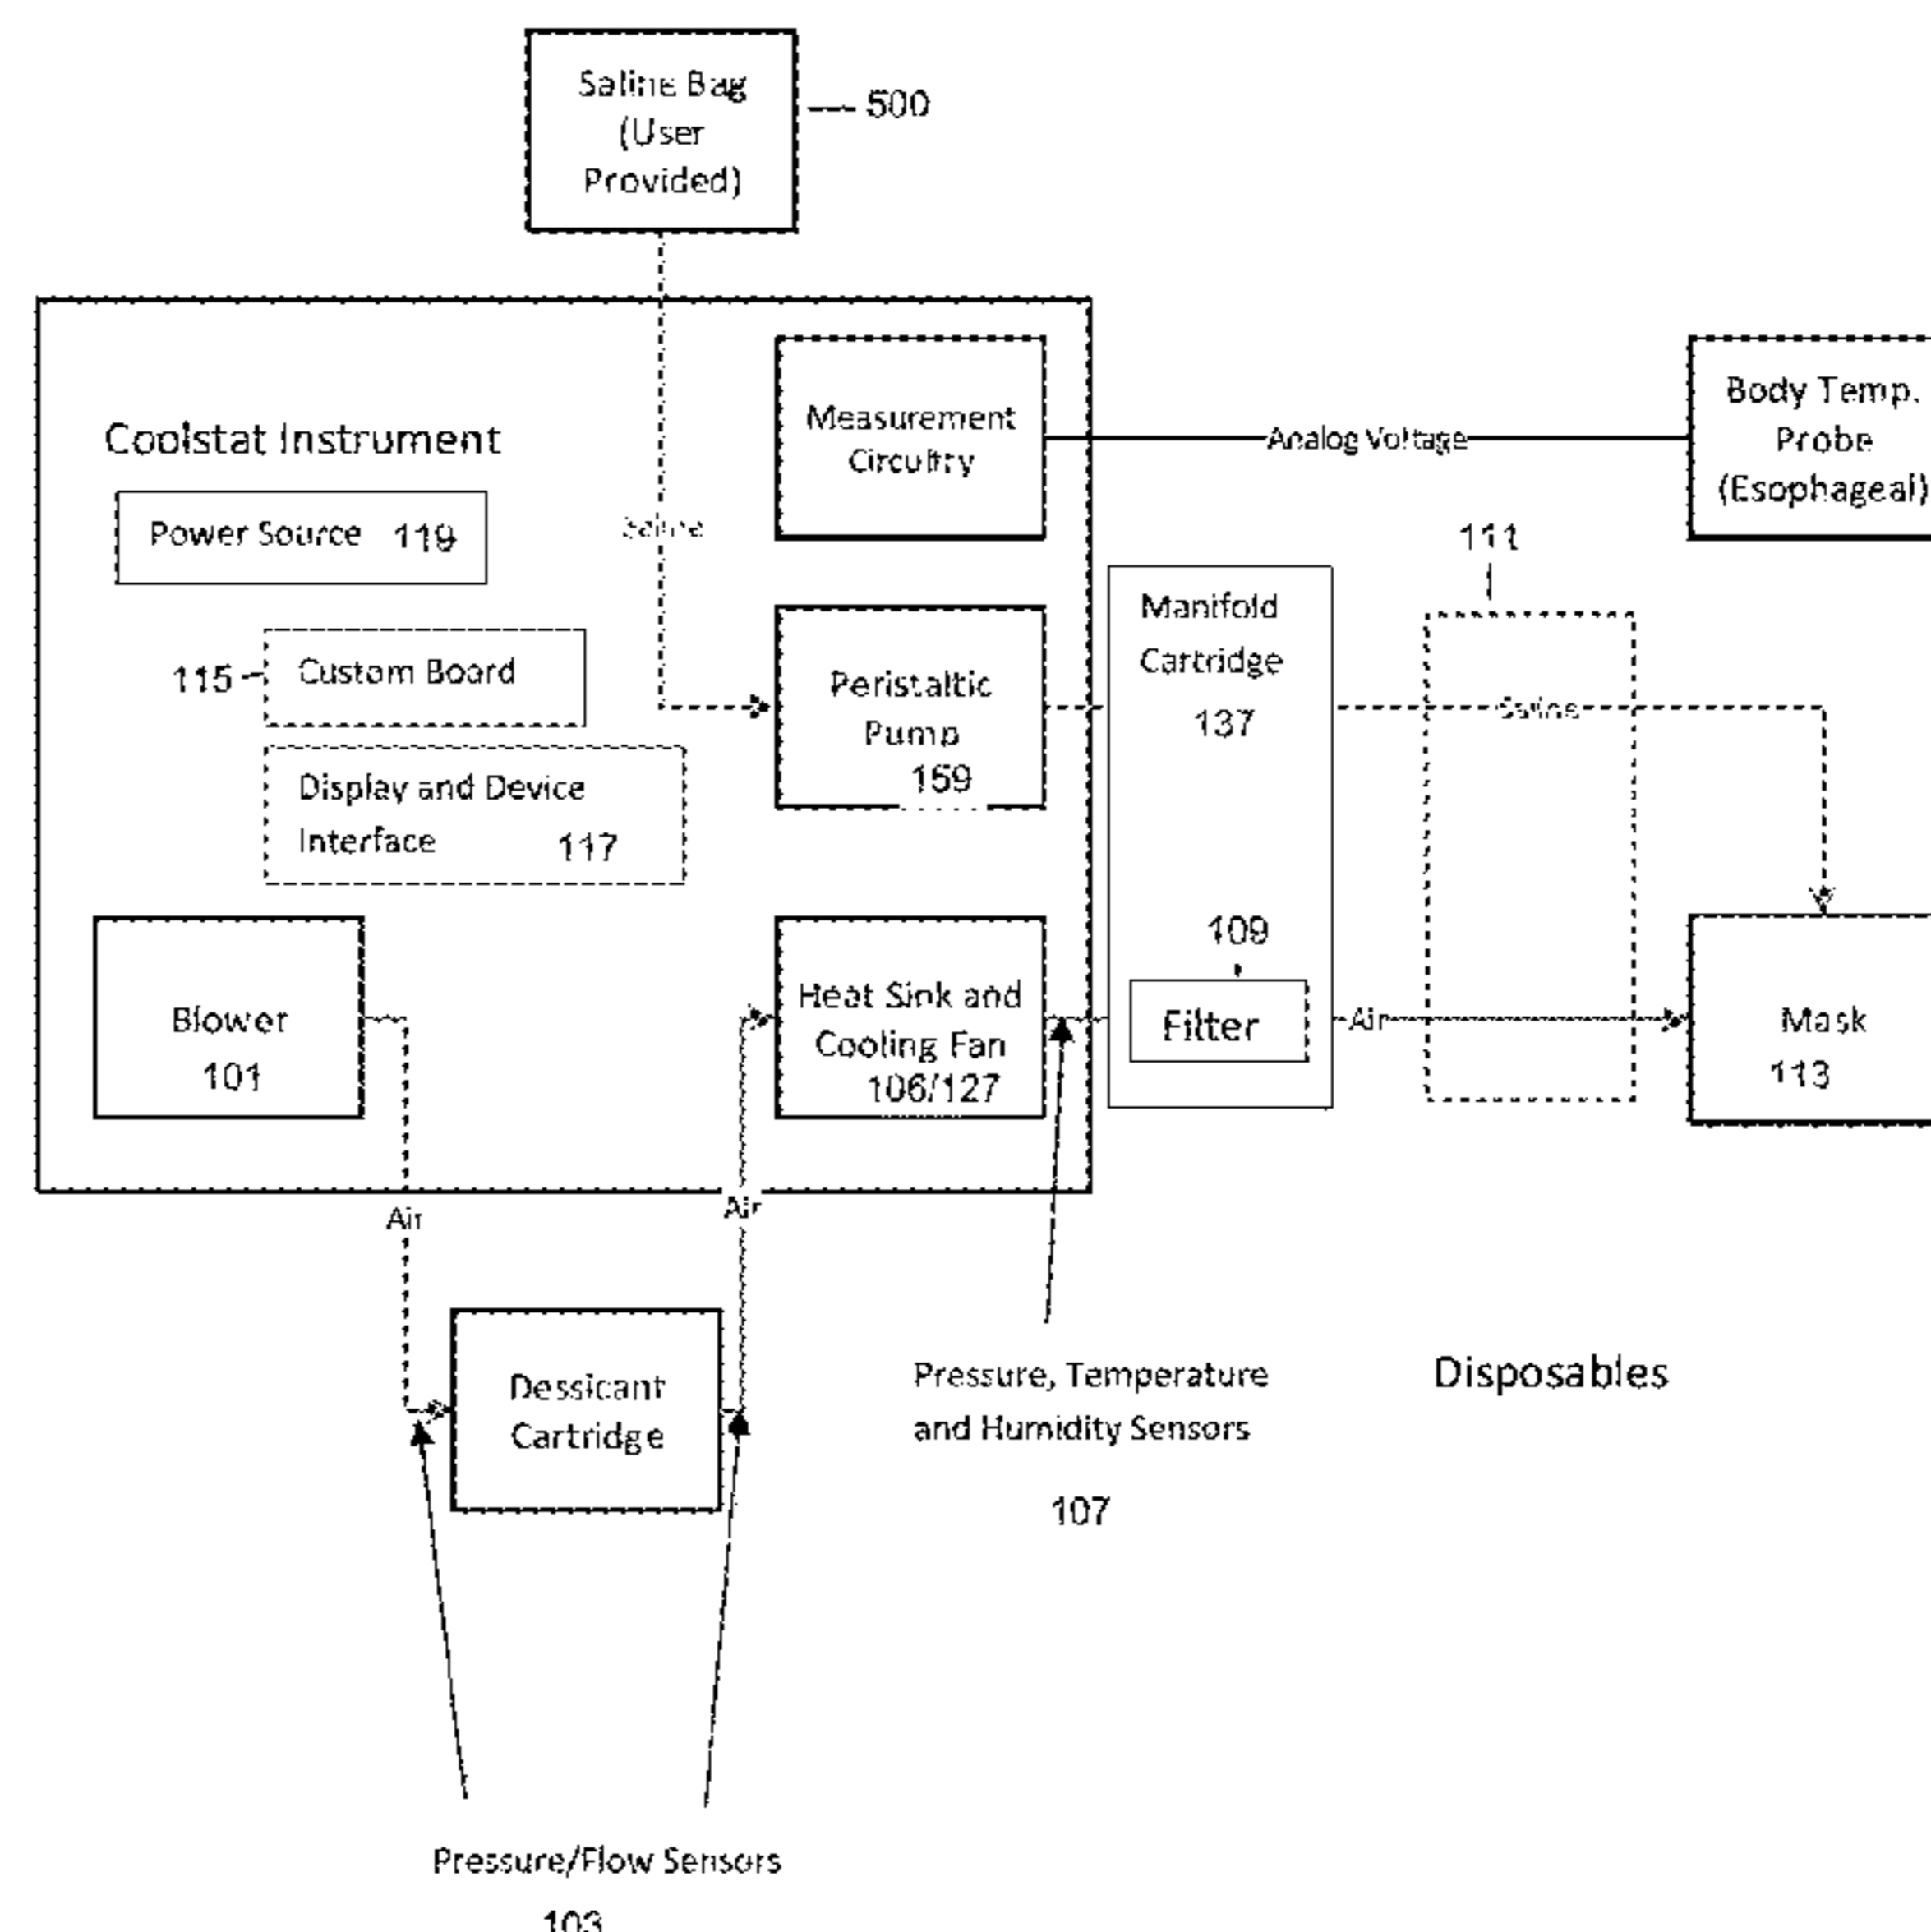 Saline Bag
(User
Provided)
500
Coolstat Instrument
Power Source 119
115
Custom Board
Display and Device
Interface 117
Saline
Measurement
Circuitry
Analog Voltage
Body Temp.
Probe
(Esophageal)
Peristaltic
Pump
159
Manifold
Cartridge
137
111
Saline
Blower
101
Heat Sink and
Cooling Fan
106/127
109
Filter
Air
Mask
113
Air
Air
Dessicant
Cartridge
Pressure, Temperature
and Humidity Sensors
107
Disposables
Pressure/Flow Sensors
103